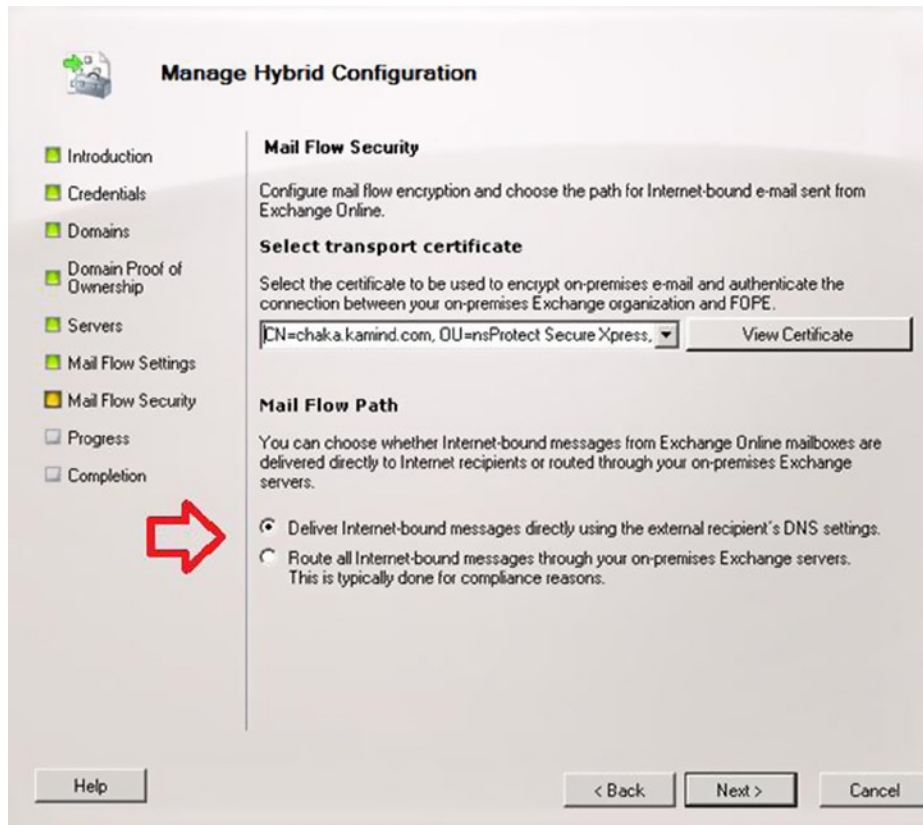 Manage Hybrid Configuration
Introduction
Credentials
Domains
Domain Proof of
Ownership
Servers
Mail Flow Settings
Mail Flow Security
Progress
Completion
Mail Flow Security
Configure mail flow encryption and choose the path for Internet-bound e-mail sent from
Exchange Online.
Select transport certificate
Select the certificate to be used to encrypt on-premises e-mail and authenticate the
connection between your on-premises Exchange organization and FOPE.
CN=chaka.kamind.com, OU=nsProtect Secure Xpress,
View Certificate
Mail Flow Path
You can choose whether Internet-bound messages from Exchange Online mailboxes are
delivered directly to Internet recipients or routed through your on-premises Exchange
servers.
Deliver Internet-bound messages directly using the external recipient's DNS settings.
Route all Internet-bound messages through your on-premises Exchange servers.
This is typically done for compliance reasons.
Help
< Back
Next >
Cancel